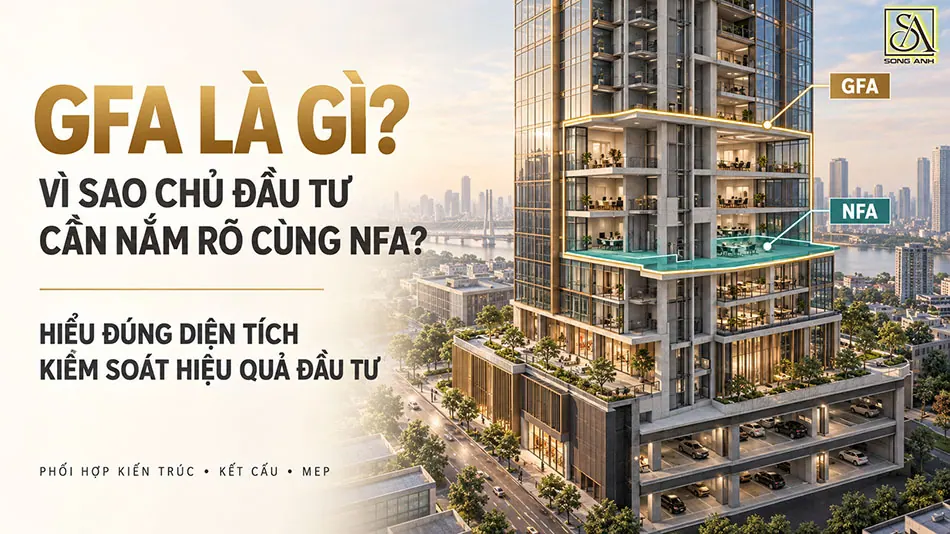 GFA LÀ GÌ?
VÌ SAO CHỦ ĐẦU TƯ
CẦN NẮM RÕ CÙNG NFA?
HIỂU ĐÚNG DIỆN TÍCH
KIỂM SOÁT HIỆU QUẢ ĐẦU TƯ
PHỐI HỢP KIẾN TRÚC • KẾT CẤU • MEP
SA
SONG ANH
GFA
NFA